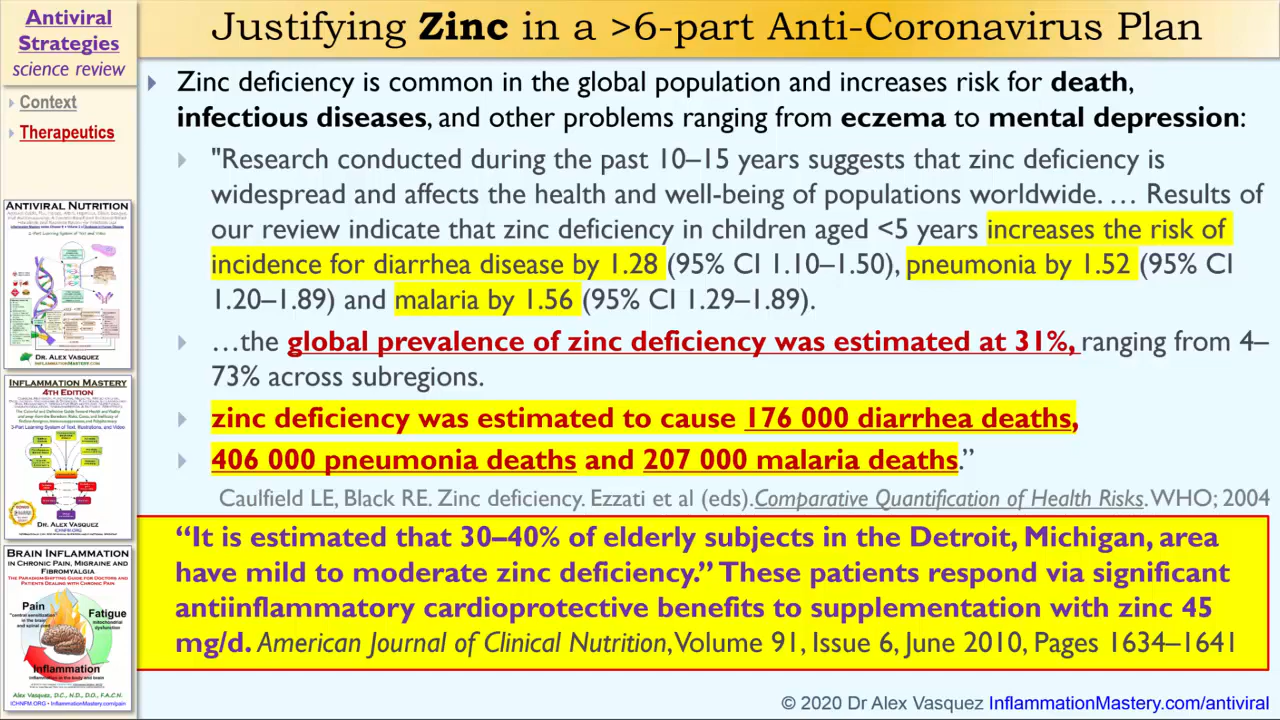 Antiviral
Strategies
science review
Context
Therapeutics
Justifying Zinc in a >6-part Anti-Coronavirus Plan
Zinc deficiency is common in the global population and increases risk for death,
infectious diseases, and other problems ranging from eczema to mental depression:
"Research conducted during the past 10–15 years suggests that zinc deficiency is
widespread and affects the health and well-being of populations worldwide. … Results of
our review indicate that zinc deficiency in children aged <5 years increases the risk of
incidence for diarrhea disease by 1.28 (95% CI 1.10–1.50), pneumonia by 1.52 (95% CI
1.20–1.89) and malaria by 1.56 (95% CI 1.29–1.89).
…the global prevalence of zinc deficiency was estimated at 31%, ranging from 4–
73% across subregions.
zinc deficiency was estimated to cause 176 000 diarrhea deaths,
406 000 pneumonia deaths and 207 000 malaria deaths.”
Caulfield LE, Black RE. Zinc deficiency. Ezzati et al (eds). Comparative Quantification of Health Risks. WHO; 2004
“It is estimated that 30–40% of elderly subjects in the Detroit, Michigan, area
have mild to moderate zinc deficiency.” These patients respond via significant
antiinflammatory cardioprotective benefits to supplementation with zinc 45
mg/d. American Journal of Clinical Nutrition, Volume 91, Issue 6, June 2010, Pages 1634–1641
© 2020 Dr Alex Vasquez InflammationMastery.com/antiviral
ANTIVIRAL NUTRITION
DR. ALEX VASQUEZ
INFLAMMATION MASTERY
4TH EDITION
DR. ALEX VASQUEZ
ICHNFM.ORG
BRAIN INFLAMMATION
IN CHRONIC PAIN, MIGRAINE AND
FIBROMYALGIA
Pain
Fatigue
Inflammation
Alex Vasquez, D.C., N.D., D.O., F.A.C.N.
ICHNFM.ORG • InflammationMastery.com/pain